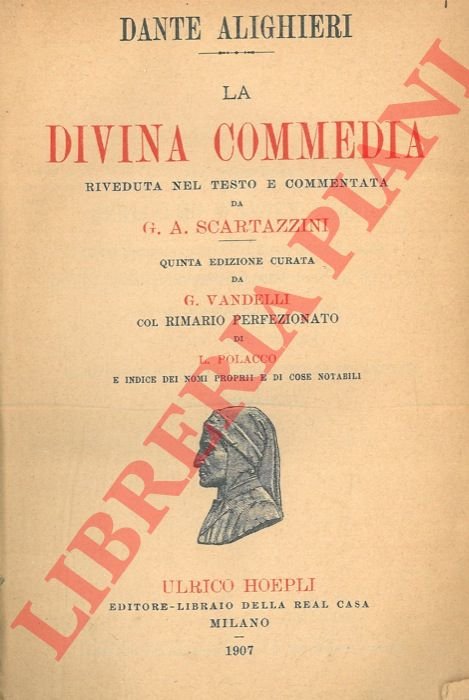 DANTE ALIGHIERI
LA
DIVINA COMMEDIA
RIVEDUTA NEL TESTO E COMMENTATA
DA
G. A. SCARTAZZINI
QUINTA EDIZIONE CURATA
DA
G. VANDELLI
COL RIMARIO PERFEZIONATO
DI
L. POLACCO
E INDICE DEI NOMI PROPRII E DI COSE NOTABILI
ULRICO HOEPLI
EDITORE-LIBRAIO DELLA REAL CASA
MILANO
1907
LIBRERIA PIANI